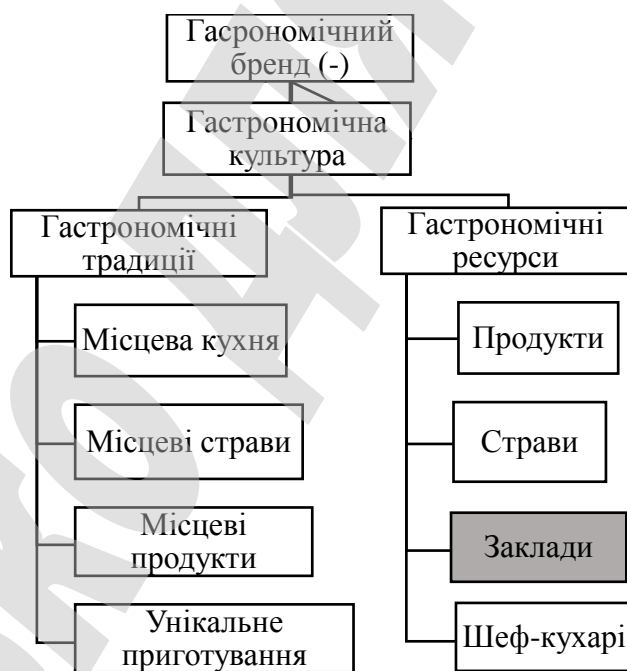 Гасрономічний
бренд (-)
Гастрономічна
культура
Гастрономічні
традиції
Місцева кухня
Місцеві страви
Місцеві
продукти
Унікальне
приготування
Гастрономічні
ресурси
Продукти
Страви
Заклади
Шеф-кухарі